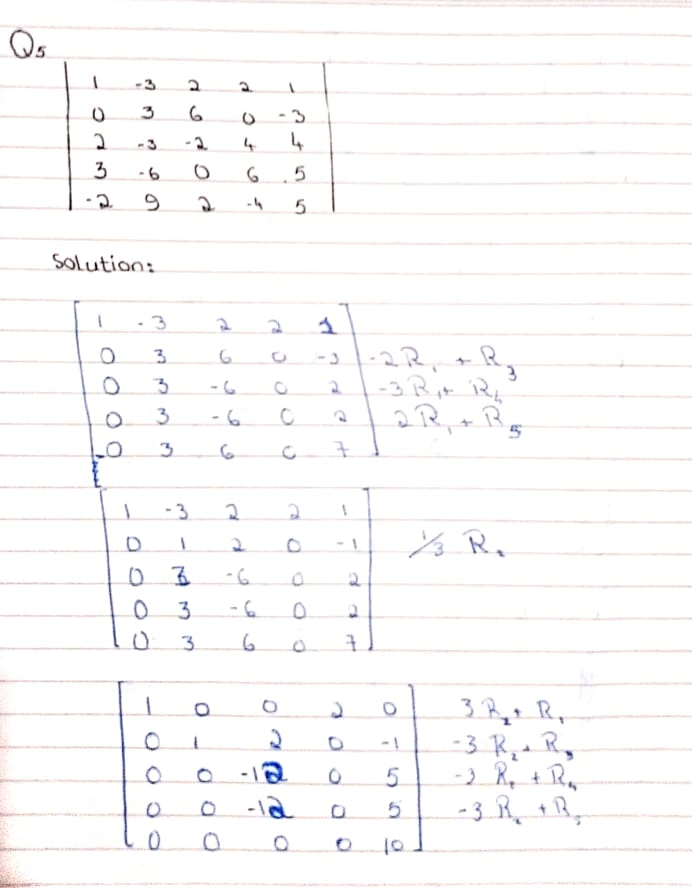 Q5
1 -3 2 2 1
0 3 6 0 -3
2 -3 -2 4 4
3 -6 0 6 .5
-2 9 2 -4 5
Solution:
1 -3 2 2 1
0 3 6 0 -3 -2R1 + R3
0 3 -6 0 2 -3R1+ R4
0 3 -6 0 2 2R1 + R5
0 3 6 0 7
1 -3 2 2 1
0 1 2 0 -1 1/3 R2
0 3 -6 0 2
0 3 -6 0 2
0 3 6 0 7
1 0 0 2 0 3R2+ R1
0 1 2 0 -1 -3R2+ R3
0 0 -12 0 5 -3R2 + R4
0 0 -12 0 5 -3R2 +R5
0 0 0 0 10